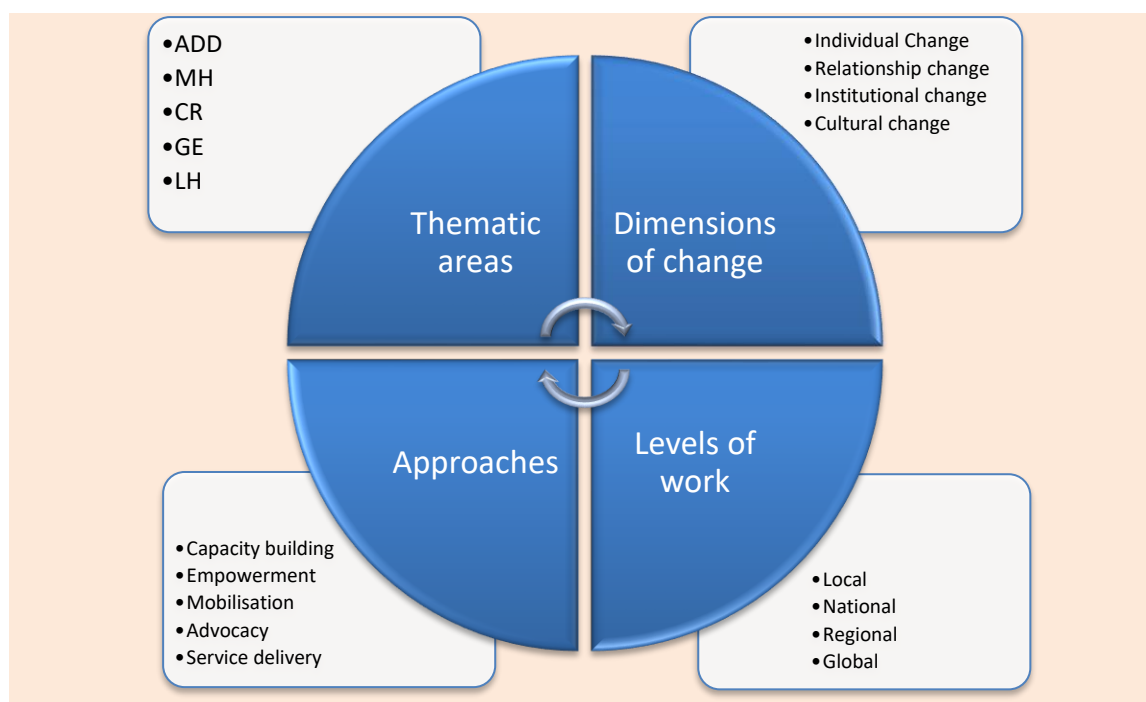 •ADD
•MH
•CR
•GE
•LH
Thematic
areas
•Individual Change
•Relationship change
•Institutional change
•Cultural change
Dimensions
of change
Approaches
•Capacity building
•Empowerment
•Mobilisation
•Advocacy
•Service delivery
Levels of
work
•Local
•National
•Regional
•Global